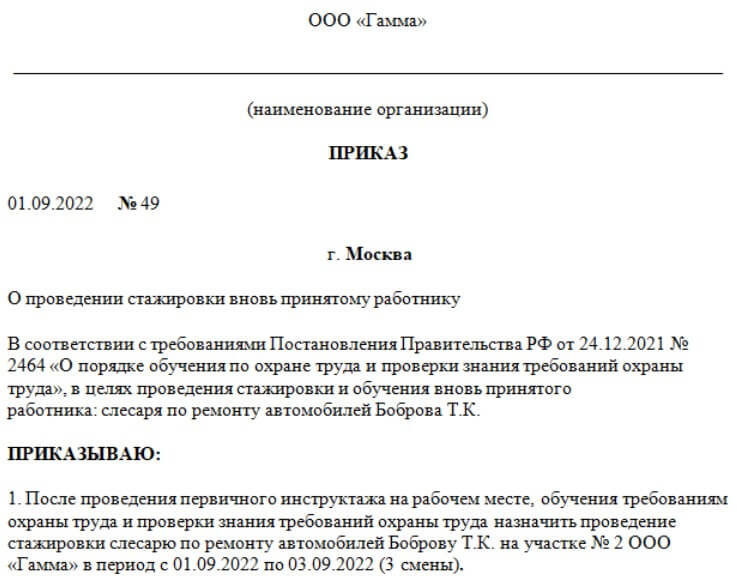 ООО «Гамма»
(наименование организации)
ПРИКАЗ
01.09.2022 № 49
г. Москва
О проведении стажировки вновь принятому работнику
В соответствии с требованиями Постановления Правительства РФ от 24.12.2021 №
2464 «О порядке обучения по охране труда и проверки знания требований охраны
труда», в целях проведения стажировки и обучения вновь принятого
работника: слесаря по ремонту автомобилей Боброва Т.К.
ПРИКАЗЫВАЮ:
1. После проведения первичного инструктажа на рабочем месте, обучения требованиям
охраны труда и проверки знания требований охраны труда назначить проведение
стажировки слесарю по ремонту автомобилей Боброву Т.К. на участке № 2 ООО
«Гамма» в период с 01.09.2022 по 03.09.2022 (3 смены).